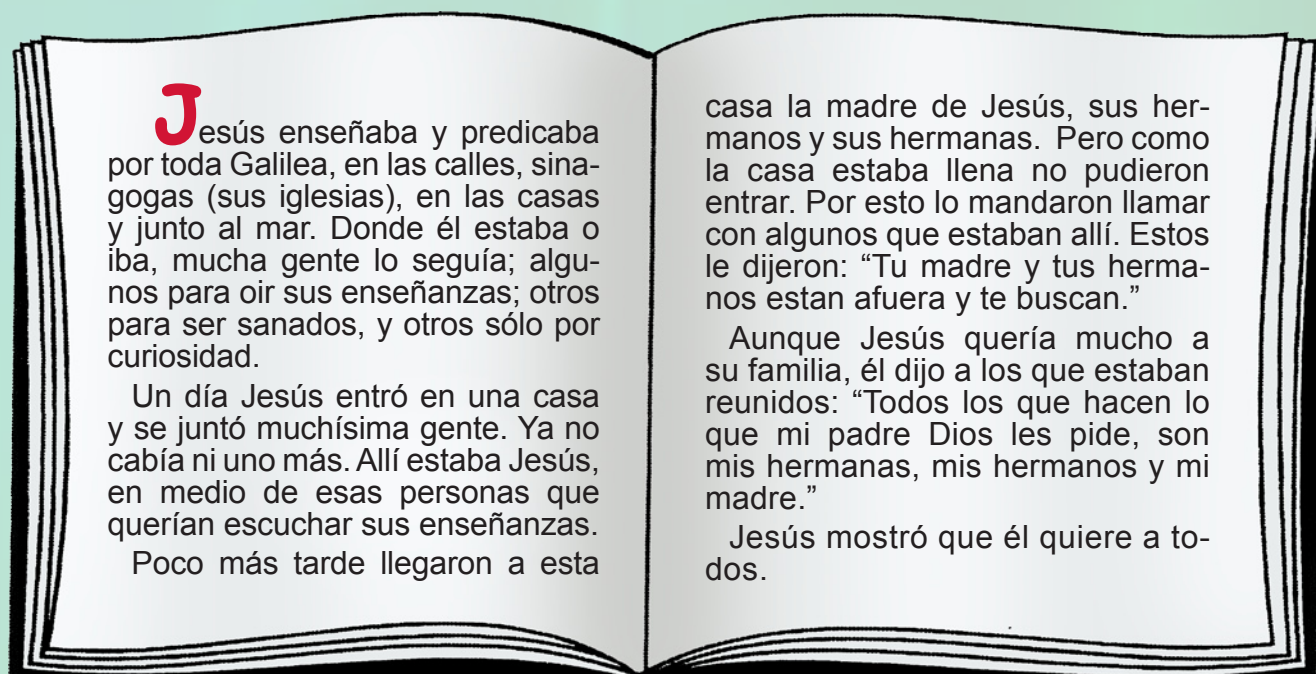 Jesús enseñaba y predicaba
por toda Galilea, en las calles, sina-
gogas (sus iglesias), en las casas
y junto al mar. Donde él estaba o
iba, mucha gente lo seguía; algu-
nos para oir sus enseñanzas; otros
para ser sanados, y otros sólo por
curiosidad.
Un día Jesús entró en una casa
y se juntó muchísima gente. Ya no
cabía ni uno más. Allí estaba Jesús,
en medio de esas personas que
querían escuchar sus enseñanzas.
Poco más tarde llegaron a esta
casa la madre de Jesús, sus her-
manos y sus hermanas. Pero como
la casa estaba llena no pudieron
entrar. Por esto lo mandaron llamar
con algunos que estaban allí. Estos
le dijeron: “Tu madre y tus herma-
nos estan afuera y te buscan.”
Aunque Jesús quería mucho a
su familia, él dijo a los que estaban
reunidos: “Todos los que hacen lo
que mi padre Dios les pide, son
mis hermanas, mis hermanos y mi
madre.”
Jesús mostró que él quiere a to-
dos.